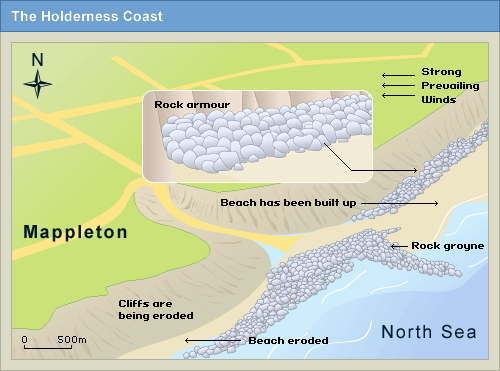 The Holderness Coast
N
Strong
Prevailing
Winds
Rock armour
Beach has been built up
Mappleton
Rock groyne
Cliffs are
being eroded
North Sea
Beach eroded
0 500m